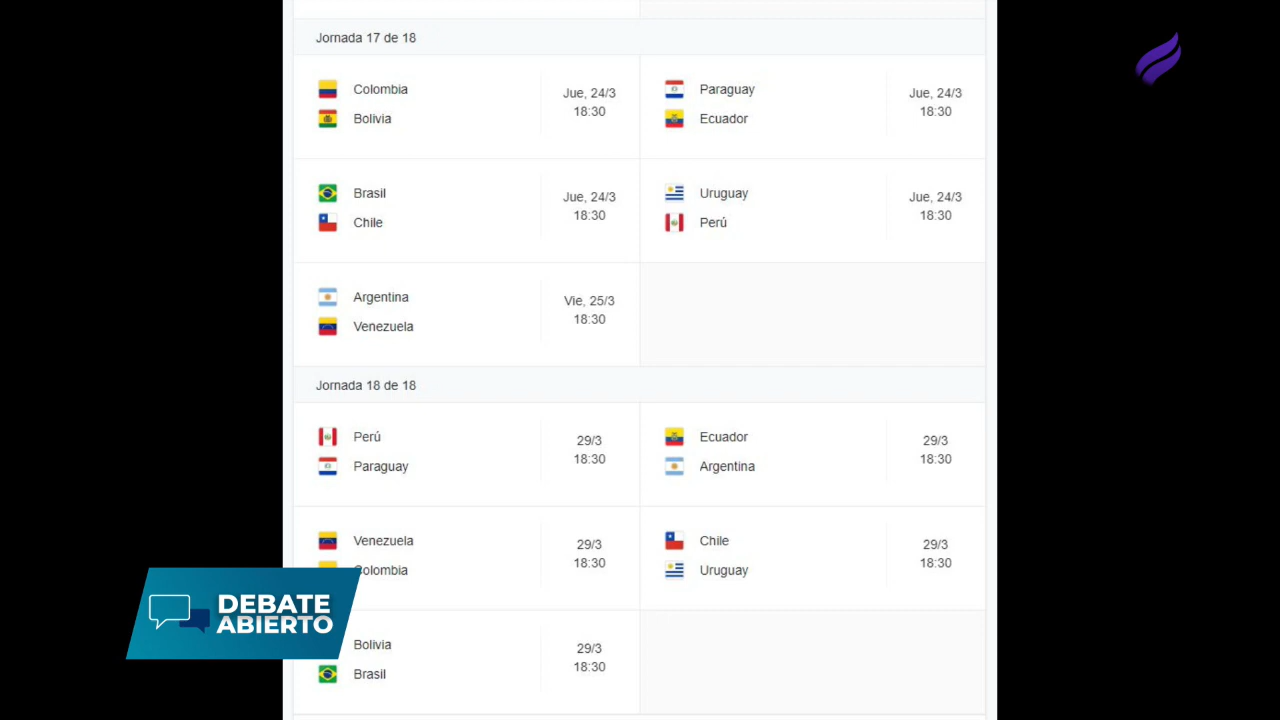 Jornada 17 de 18
Colombia
Bolivia
Jue, 24/3
18:30
Paraguay
Ecuador
Jue, 24/3
18:30
Brasil
Chile
Jue, 24/3
18:30
Uruguay
Perú
Jue, 24/3
18:30
Argentina
Venezuela
Vie, 25/3
18:30
Jornada 18 de 18
Perú
Paraguay
29/3
18:30
Ecuador
Argentina
29/3
18:30
Venezuela
Colombia
29/3
18:30
Chile
Uruguay
29/3
18:30
Bolivia
Brasil
29/3
18:30
DEBATE
ABIERTO